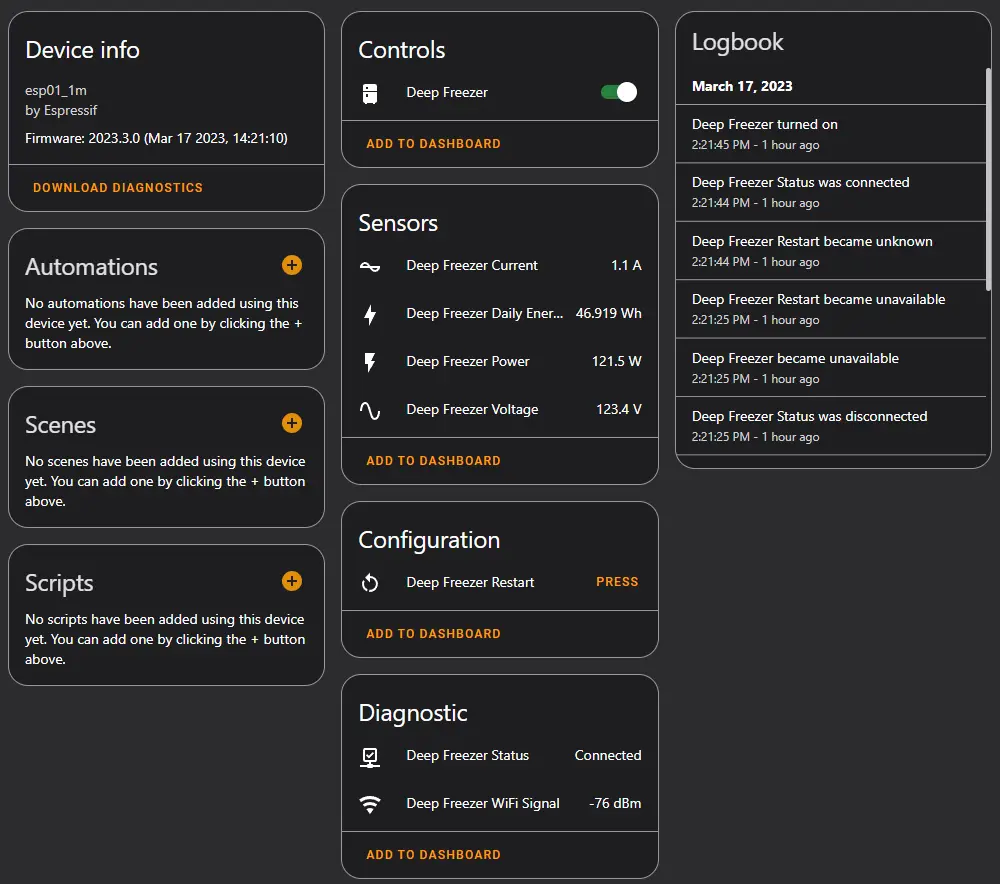 Device info
esp01_1m
by Espressif
Firmware: 2023.3.0 (Mar 17 2023, 14:21:10)
DOWNLOAD DIAGNOSTICS
Automations
No automations have been added using this
device yet. You can add one by clicking the +
button above.
Scenes
No scenes have been added using this device
yet. You can add one by clicking the + button
above.
Scripts
No scripts have been added using this device
yet. You can add one by clicking the + button
above.
Controls
Deep Freezer
ADD TO DASHBOARD
Sensors
Deep Freezer Current 1.1 A
Deep Freezer Daily Ener... 46.919 Wh
Deep Freezer Power 121.5 W
Deep Freezer Voltage 123.4 V
ADD TO DASHBOARD
Configuration
Deep Freezer Restart PRESS
ADD TO DASHBOARD
Diagnostic
Deep Freezer Status Connected
Deep Freezer WiFi Signal -76 dBm
ADD TO DASHBOARD
Logbook
March 17, 2023
Deep Freezer turned on
2:21:45 PM - 1 hour ago
Deep Freezer Status was connected
2:21:44 PM - 1 hour ago
Deep Freezer Restart became unknown
2:21:44 PM - 1 hour ago
Deep Freezer Restart became unavailable
2:21:25 PM - 1 hour ago
Deep Freezer became unavailable
2:21:25 PM - 1 hour ago
Deep Freezer Status was disconnected
2:21:25 PM - 1 hour ago